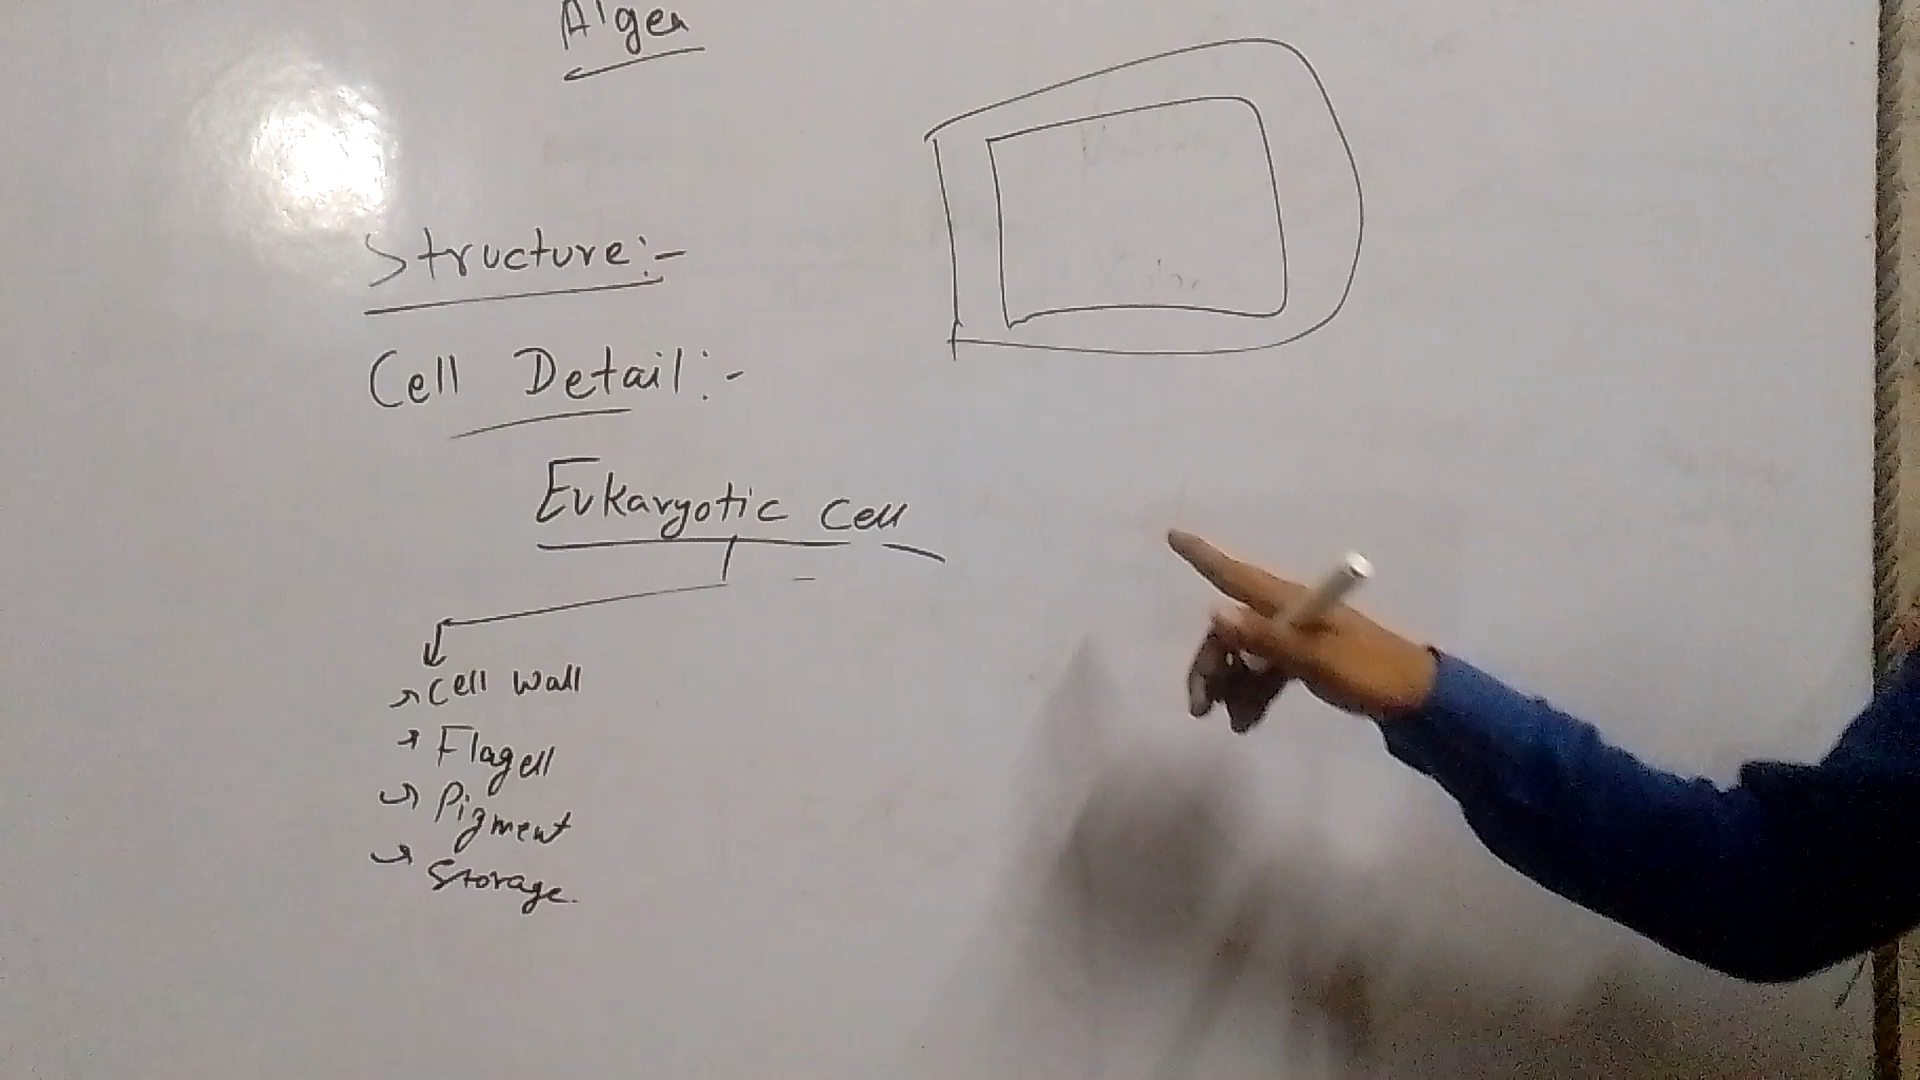 Algea
Structure:-
Cell Detail:-
Eukaryotic Cell
Cell Wall
Flagell
Pigment
Storage.